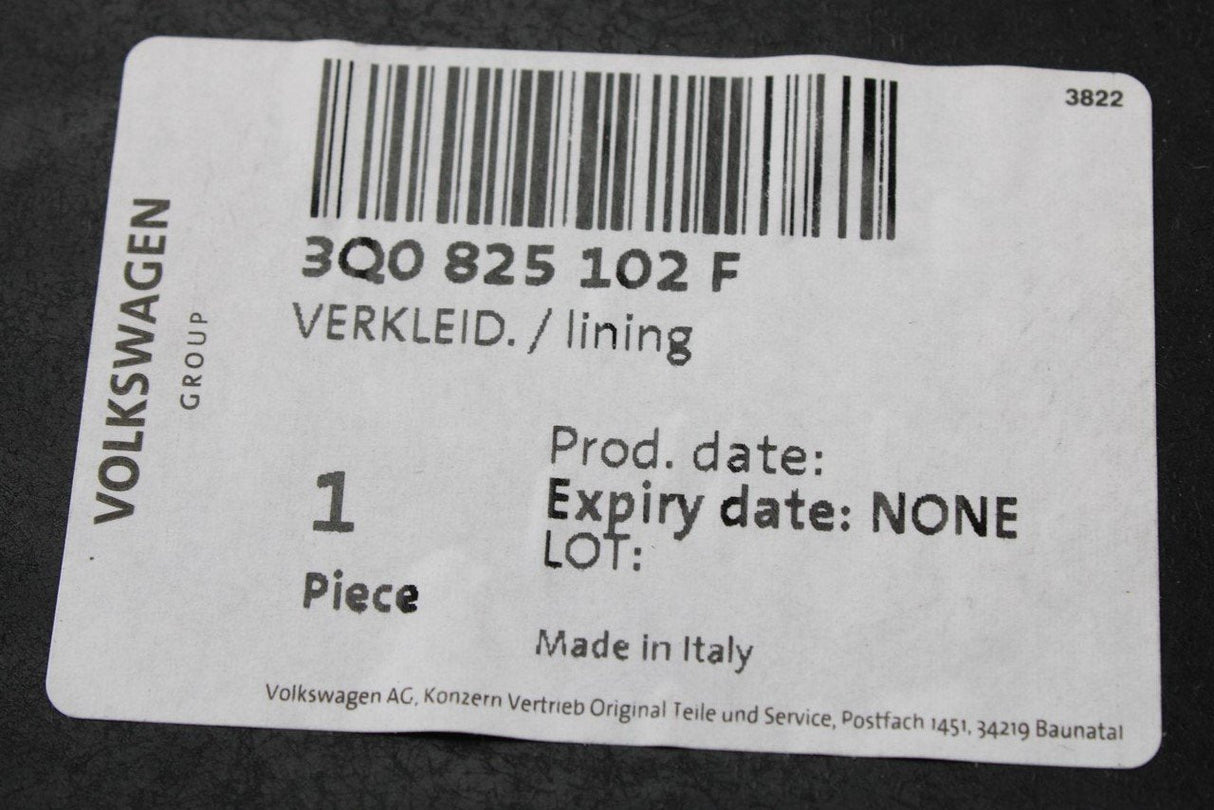 3822
VOLKSWAGEN
GROUP
3Q0 825 102 F
VERKLEID. / lining
1
Piece
Prod. date:
Expiry date: NONE
LOT:
Made in Italy
Volkswagen AG, Konzern Vertrieb Original Teile und Service, Postfach 1451, 34219 Baunatal